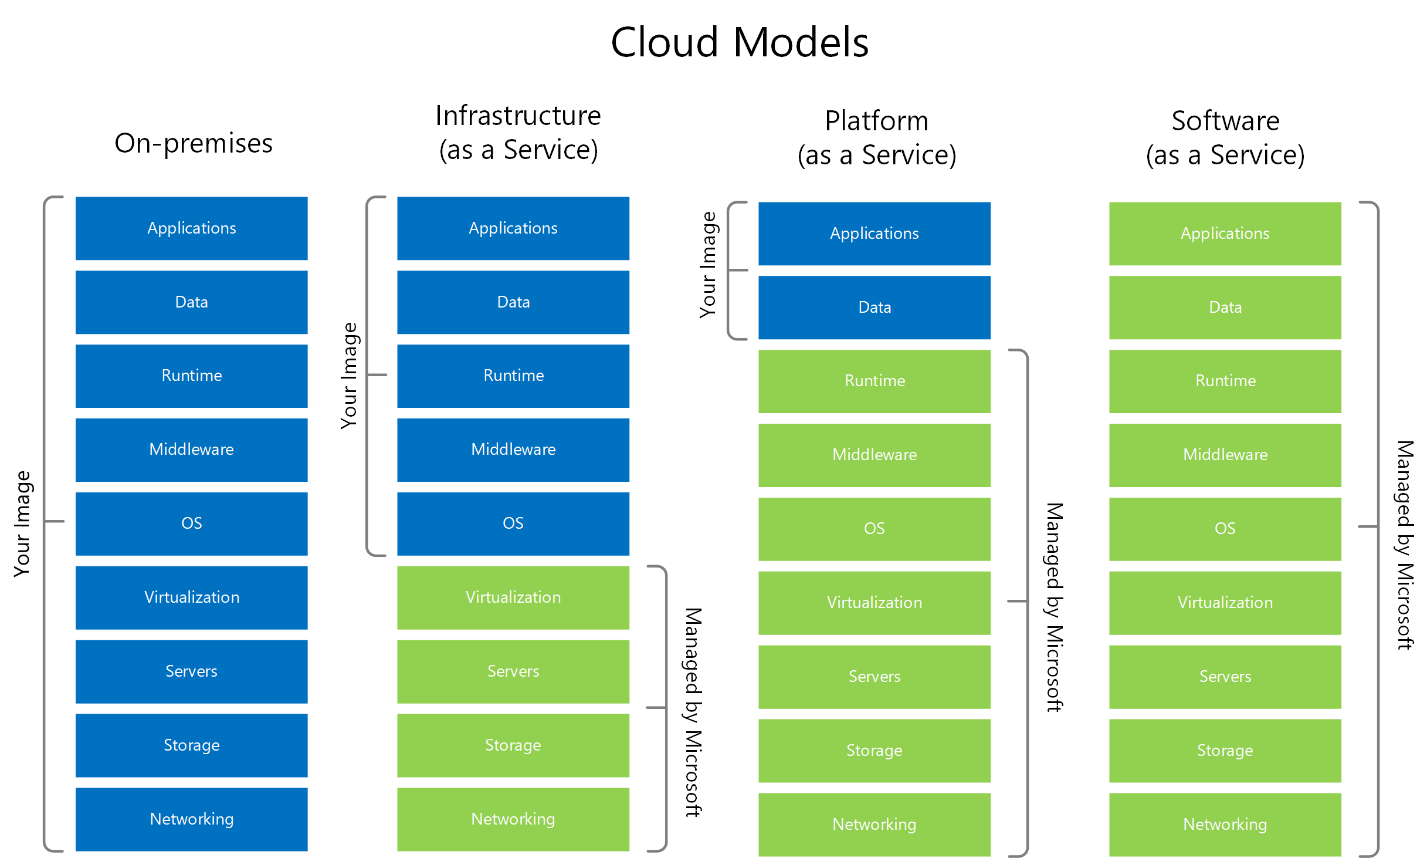 Cloud Models
On-premises
Your Image
Applications
Data
Runtime
Middleware
OS
Virtualization
Servers
Storage
Networking
Infrastructure
(as a Service)
Your Image
Applications
Data
Runtime
Middleware
OS
Virtualization
Servers
Storage
Networking
Managed by Microsoft
Platform
(as a Service)
Your Image
Applications
Data
Runtime
Middleware
OS
Virtualization
Servers
Storage
Networking
Managed by Microsoft
Software
(as a Service)
Applications
Data
Runtime
Middleware
OS
Virtualization
Servers
Storage
Networking
Managed by Microsoft